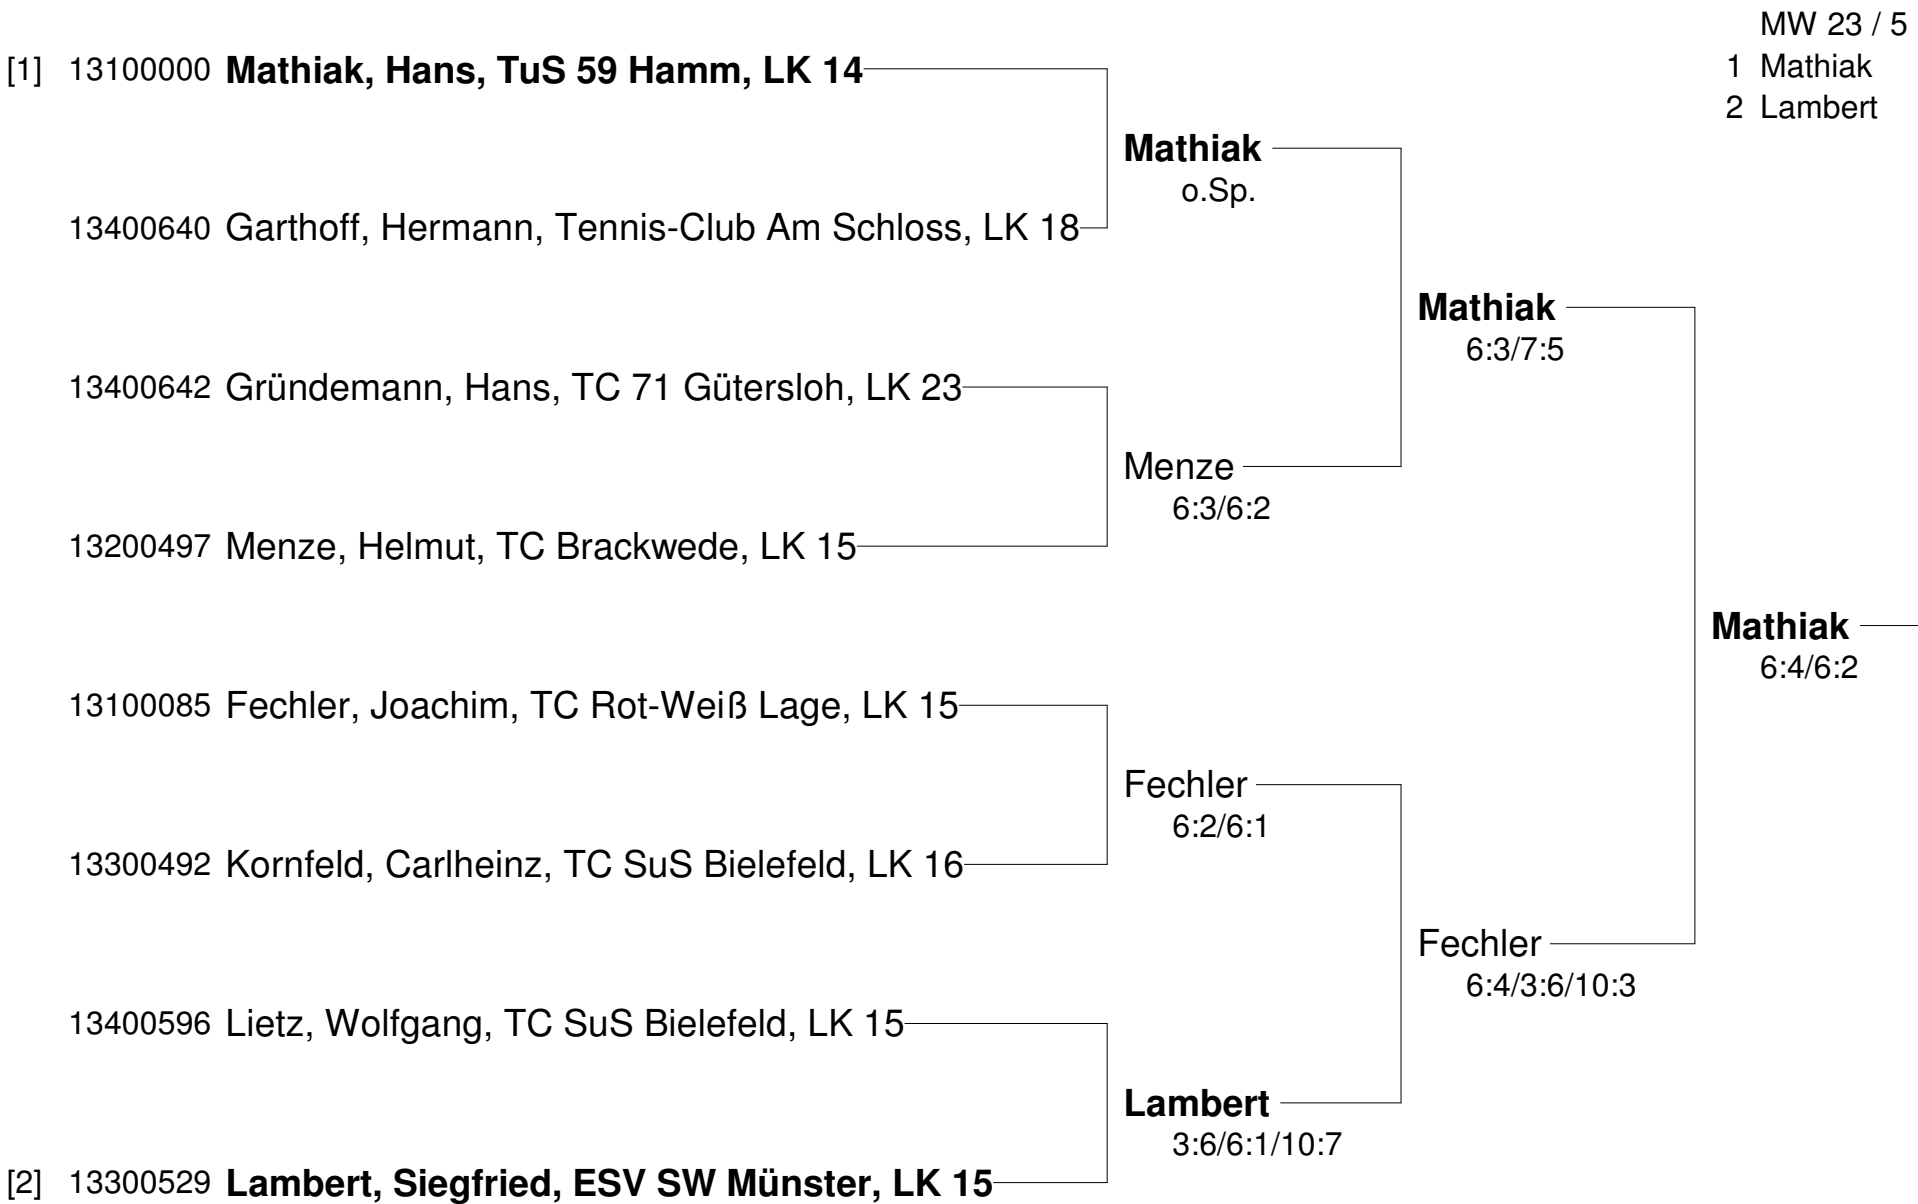 MW 23 / 5
1 Mathiak
2 Lambert
[1] 13100000 Mathiak, Hans, TuS 59 Hamm, LK 14
Mathiak
o.Sp.
13400640 Garthoff, Hermann, Tennis-Club Am Schloss, LK 18
Mathiak
6:3/7:5
13400642 Gründemann, Hans, TC 71 Gütersloh, LK 23
Menze
6:3/6:2
13200497 Menze, Helmut, TC Brackwede, LK 15
Mathiak
6:4/6:2
13100085 Fechler, Joachim, TC Rot-Weiß Lage, LK 15
Fechler
6:2/6:1
13300492 Kornfeld, Carlheinz, TC SuS Bielefeld, LK 16
Fechler
6:4/3:6/10:3
13400596 Lietz, Wolfgang, TC SuS Bielefeld, LK 15
Lambert
3:6/6:1/10:7
[2] 13300529 Lambert, Siegfried, ESV SW Münster, LK 15